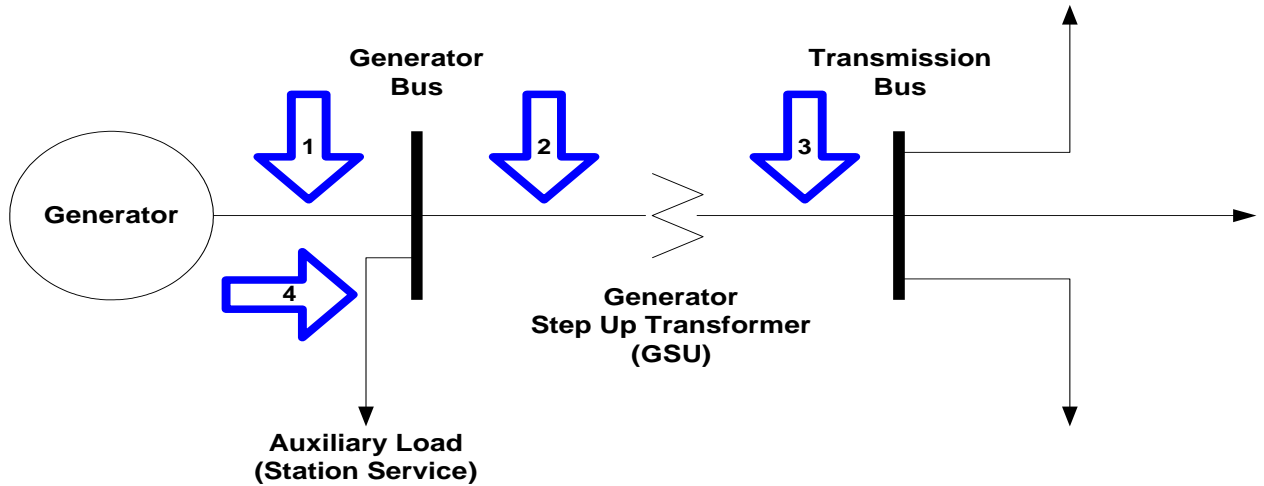 Generator
Bus
Transmission
Bus
1
2
3
Generator
4
Generator
Step Up Transformer
(GSU)
Auxiliary Load
(Station Service)